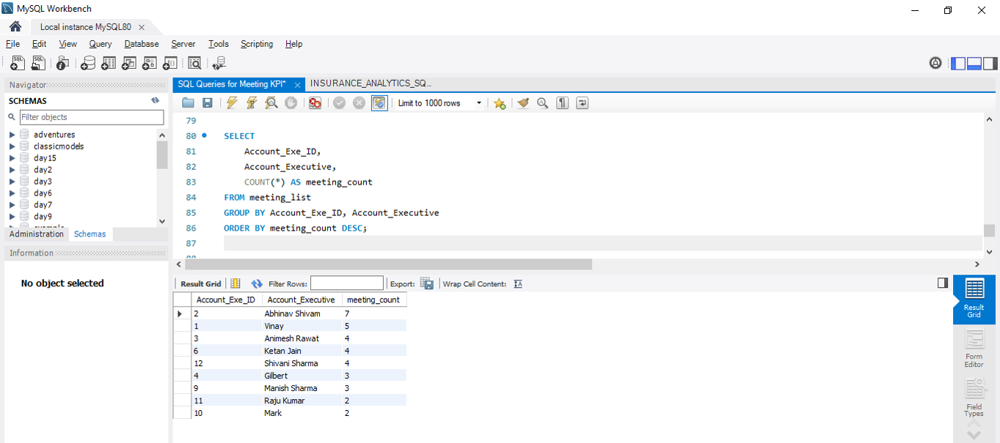 MySQL Workbench
Local instance MySQL80
File Edit View Query Database Server Tools Scripting Help
Navigator
SCHEMAS
Filter objects
adventures
classicmodels
day15
day2
day3
day6
day7
day9
Administration Schemas
Information
No object selected
SQL Queries for Meeting KPI* INSURANCE_ANALYTICS_SQ...
Limit to 1000 rows
79
80 SELECT
81 Account_Exe_ID,
82 Account_Executive,
83 COUNT(*) AS meeting_count
84 FROM meeting_list
85 GROUP BY Account_Exe_ID, Account_Executive
86 ORDER BY meeting_count DESC;
87
Result Grid Filter Rows: Export: Wrap Cell Content:
Account_Exe_ID Account_Executive meeting_count
2 Abhinav Shivam 7
1 Vinay 5
3 Animesh Rawat 4
6 Ketan Jain 4
12 Shivani Sharma 4
4 Gilbert 3
9 Manish Sharma 3
11 Raju Kumar 2
10 Mark 2
Result
Grid
Form
Editor
Field
Types